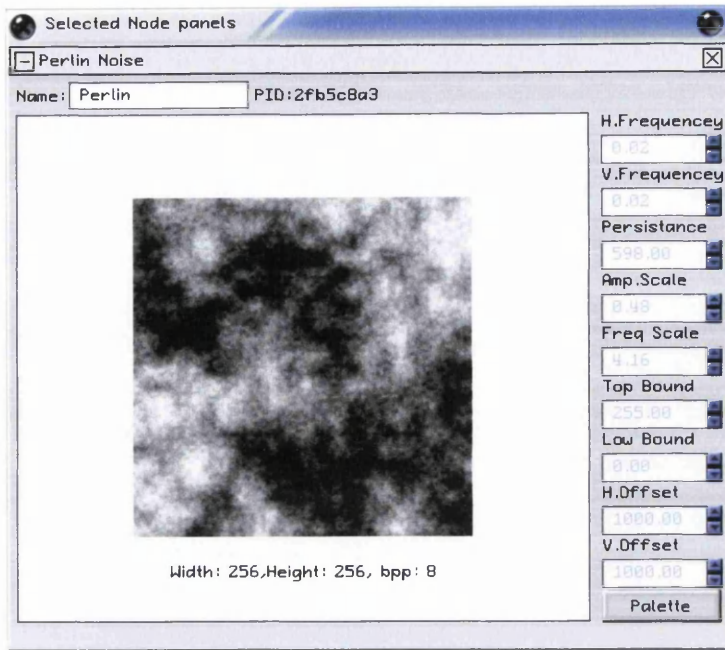 Selected Node panels
Perlin Noise
Name: Perlin PID:2fb5c8a3
H.Frequencey
0.02
V.Frequencey
0.02
Persistance
598.00
Amp.Scale
0.48
Freq Scale
4.16
Top Bound
255.00
Low Bound
0.00
H.Offset
1000.00
V.Offset
1000.00
Palette
Width: 256,Height: 256, bpp: 8